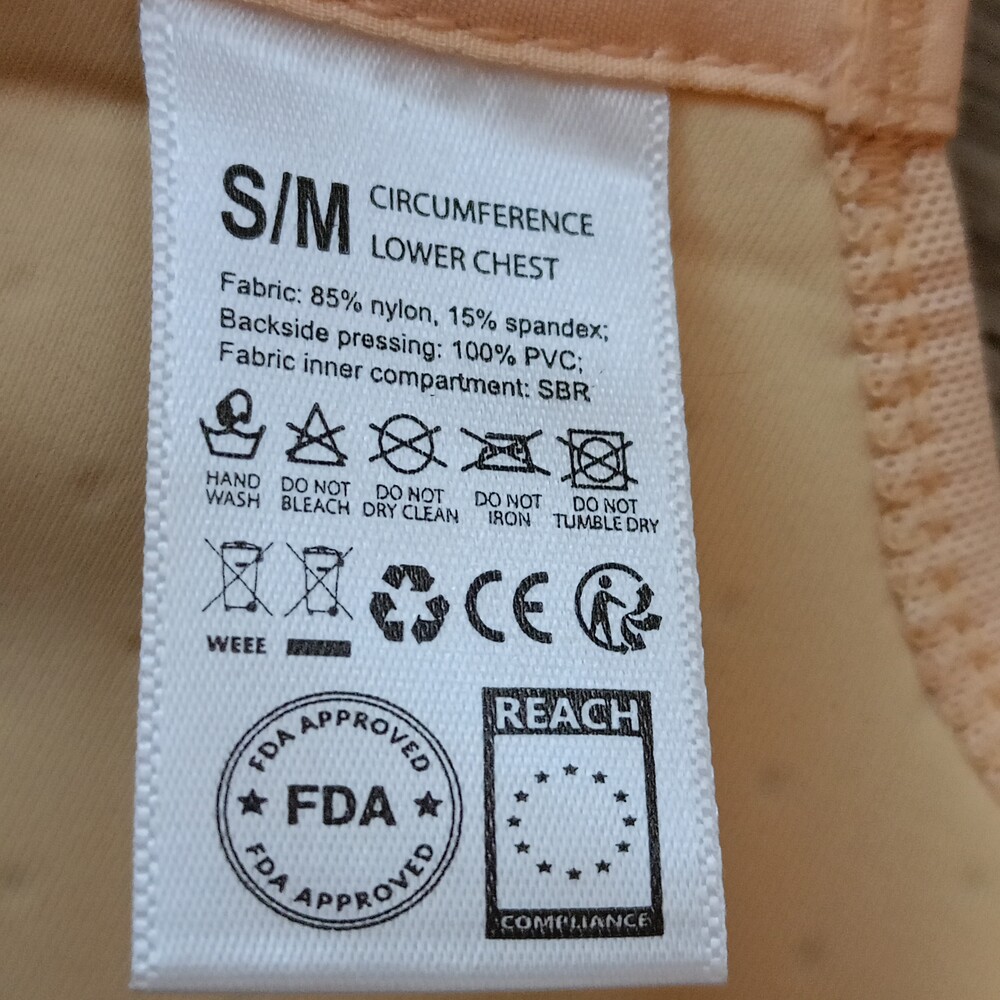 S/M CIRCUMFERENCE
LOWER CHEST
Fabric: 85% nylon, 15% spandex;
Backside pressing: 100% PVC;
Fabric inner compartment: SBR
HAND
WASH
DO NOT
BLEACH
DO NOT
DRY CLEAN
DO NOT
IRON
DO NOT
TUMBLE DRY
WEEE
CE
FDA APPROVED
FDA
FDA APPROVED
REACH
COMPLIANCE